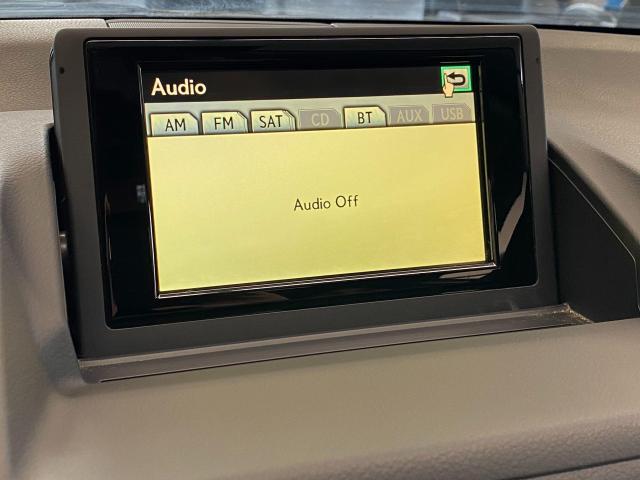 Audio
AM FM SAT CD BT AUX USB
Audio Off